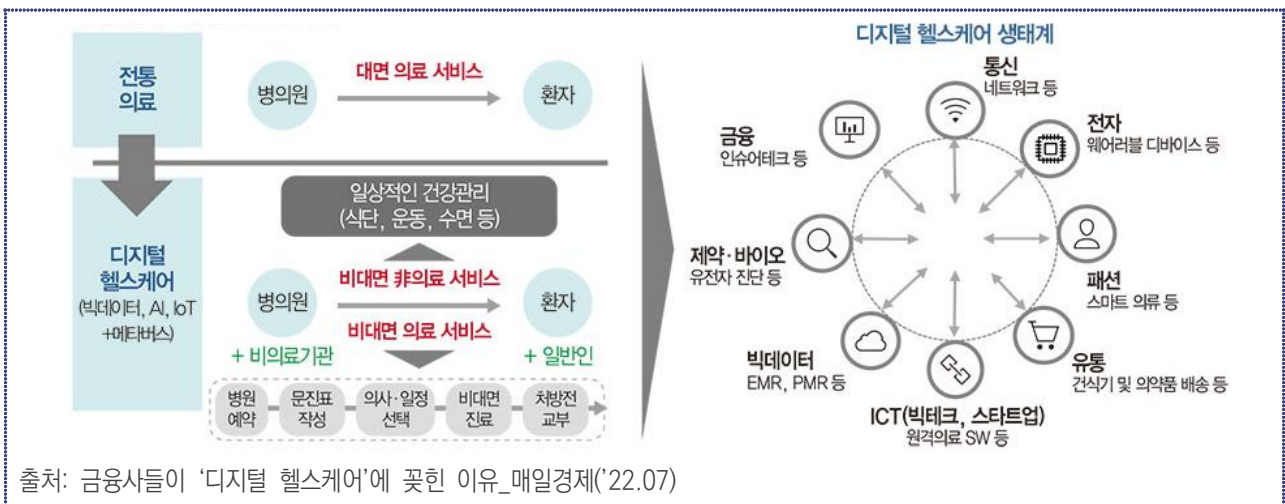 전통
의료
병의원
대면 의료 서비스
환자
디지털
헬스케어
(빅데이터, AI, IoT
+메타버스)
일상적인 건강관리
(식단, 운동, 수면 등)
비대면 非의료 서비스
병의원
환자
비대면 의료 서비스
+ 비의료기관
+ 일반인
병원
예약
문진표
작성
의사·일정
선택
비대면
진료
처방전
교부
디지털 헬스케어 생태계
통신
네트워크 등
전자
웨어러블 디바이스 등
패션
스마트 의류 등
유통
건식기 및 의약품 배송 등
ICT(빅테크, 스타트업)
원격의료 SW 등
빅데이터
EMR, PMR 등
제약·바이오
유전자 진단 등
금융
인슈어테크 등
출처: 금융사들이 ‘디지털 헬스케어’에 꽂힌 이유_매일경제(’22.07)